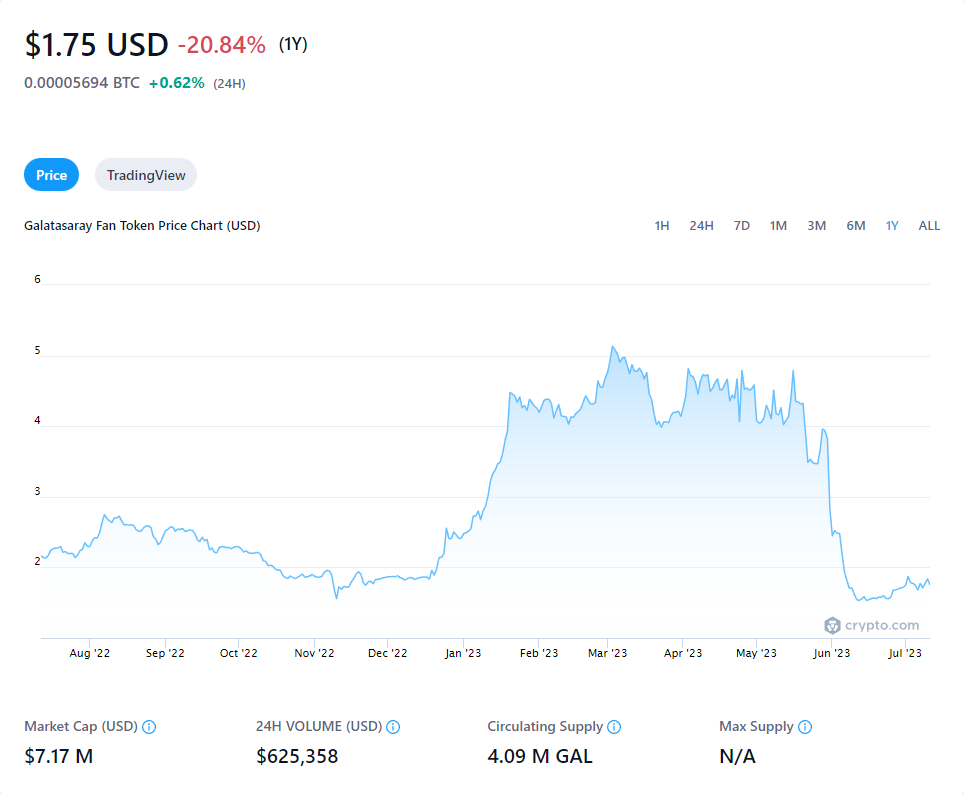 $1.75 USD -20.84% (1Y)
0.00005694 BTC +0.62% (24H)
Price TradingView
Galatasaray Fan Token Price Chart (USD) 1H 24H 7D 1M 3M 6M 1Y ALL
6
5
4
3
2
crypto.com
Aug '22 Sep '22 Oct '22 Nov '22 Dec '22 Jan '23 Feb '23 Mar '23 Apr '23 May '23 Jun '23 Jul '23
Market Cap (USD) 24H VOLUME (USD) Circulating Supply Max Supply
$7.17 M $625,358 4.09 M GAL N/A